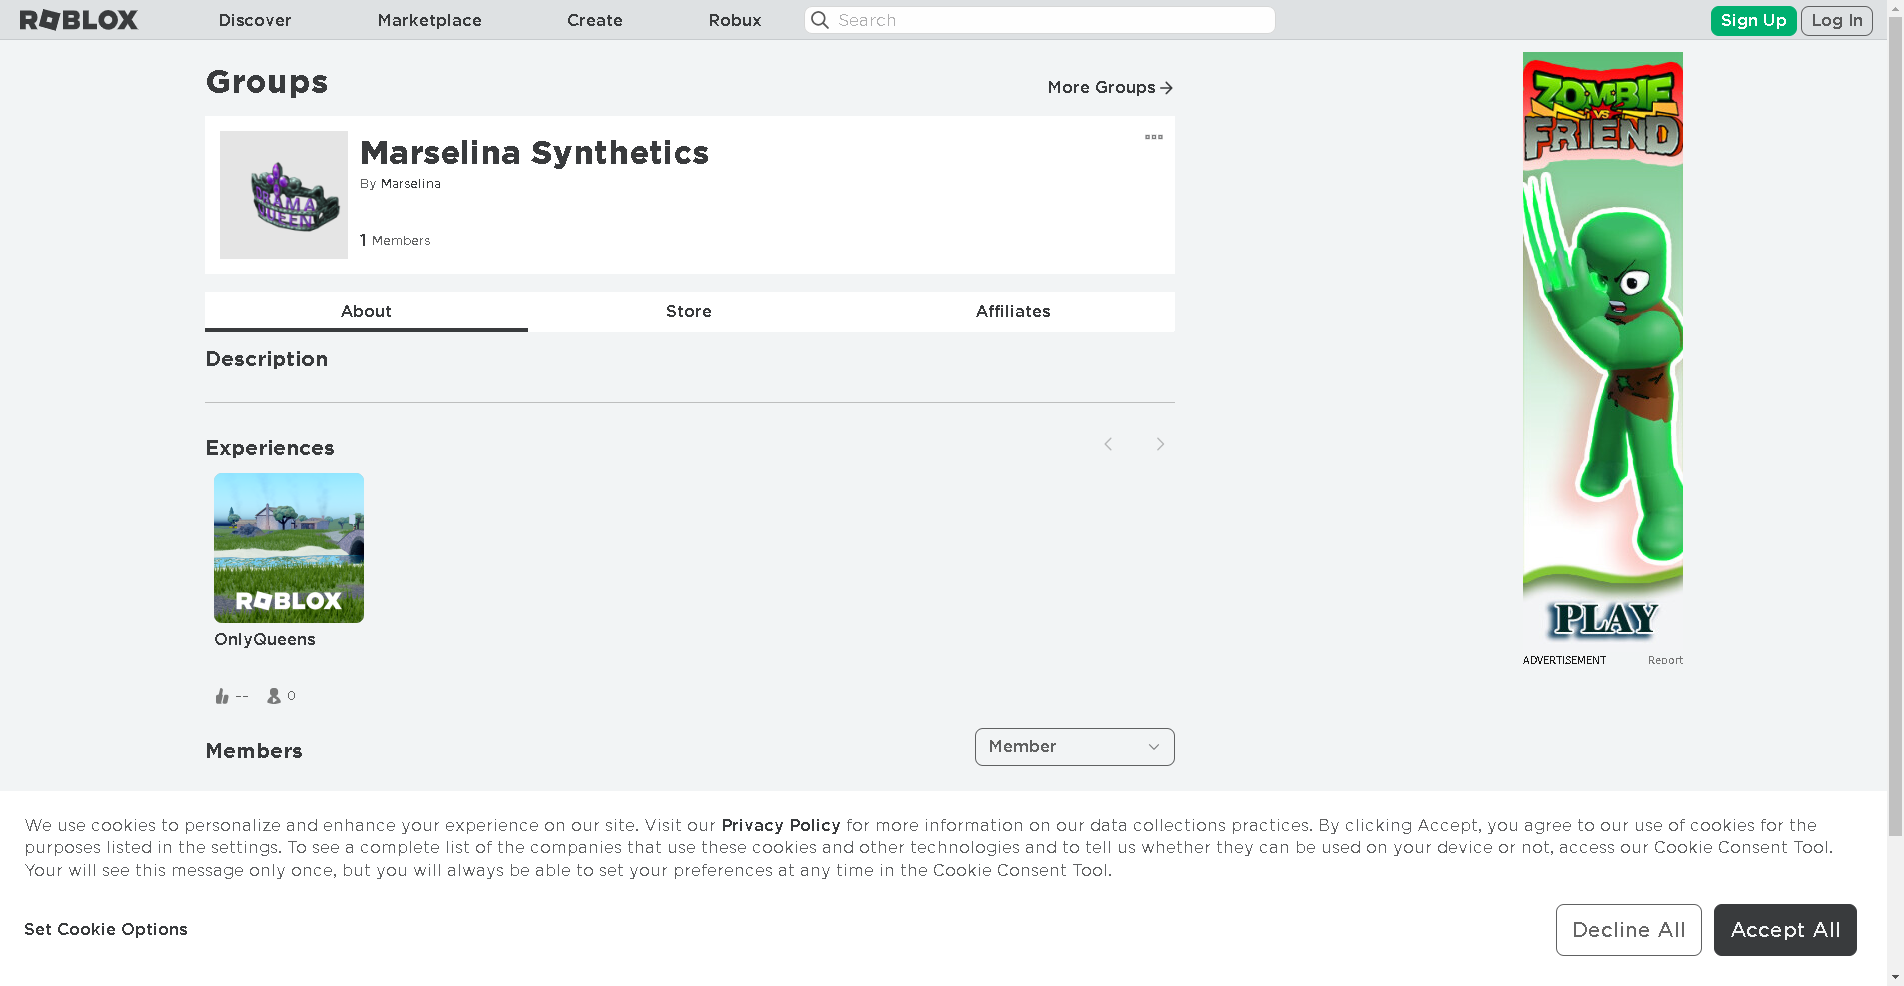 ROBLOX
Discover
Marketplace
Create
Robux
Search
Sign Up
Log In
Groups
More Groups
Marselina Synthetics
By Marselina
DRAMA
QUEEN
1 Members
About
Store
Affiliates
Description
Experiences
ROBLOX
OnlyQueens
--
0
Members
Member
ZOMBIE
VS
FRIEND
PLAY
ADVERTISEMENT
Report
We use cookies to personalize and enhance your experience on our site. Visit our Privacy Policy for more information on our data collections practices. By clicking Accept, you agree to our use of cookies for the
purposes listed in the settings. To see a complete list of the companies that use these cookies and other technologies and to tell us whether they can be used on your device or not, access our Cookie Consent Tool.
Your will see this message only once, but you will always be able to set your preferences at any time in the Cookie Consent Tool.
Set Cookie Options
Decline All
Accept All